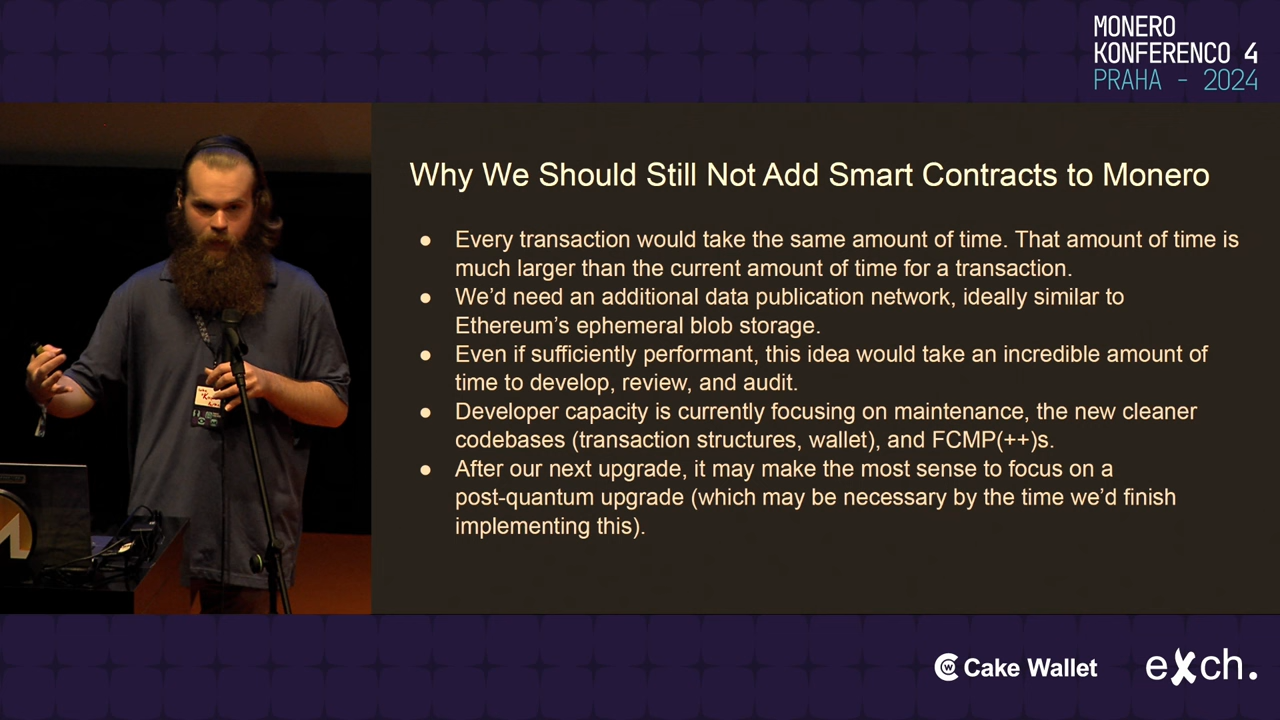 MONERO
KONFERENCO 4
PRAHA - 2024
Why We Should Still Not Add Smart Contracts to Monero
● Every transaction would take the same amount of time. That amount of time is
much larger than the current amount of time for a transaction.
● We'd need an additional data publication network, ideally similar to
Ethereum's ephemeral blob storage.
● Even if sufficiently performant, this idea would take an incredible amount of
time to develop, review, and audit.
● Developer capacity is currently focusing on maintenance, the new cleaner
codebases (transaction structures, wallet), and FCMP(++)s.
● After our next upgrade, it may make the most sense to focus on a
post-quantum upgrade (which may be necessary by the time we'd finish
implementing this).
Cake Wallet
exch.